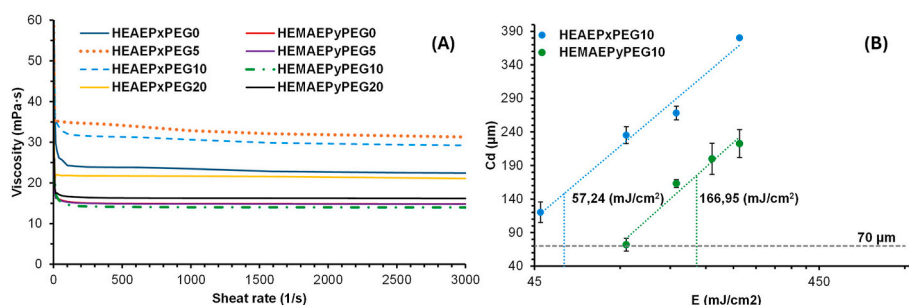 60
50
40
30
20
10
0
Viscosity (mPa·s)
HEAEPxPEG0
HEMAEPyPEG0
(A)
HEAEPxPEG5
HEMAEPyPEG5
HEAEPxPEG10
HEMAEPyPEG10
HEAEPxPEG20
HEMAEPyPEG20
0 500 1000 1500 2000 2500 3000
Sheat rate (1/s)
390
340
290
240
190
140
90
40
Cd (µm)
HEAEPxPEG10
(B)
HEMAEPyPEG10
57,24 (mJ/cm²)
166,95 (mJ/cm²)
70 µm
45 450
E (mJ/cm2)